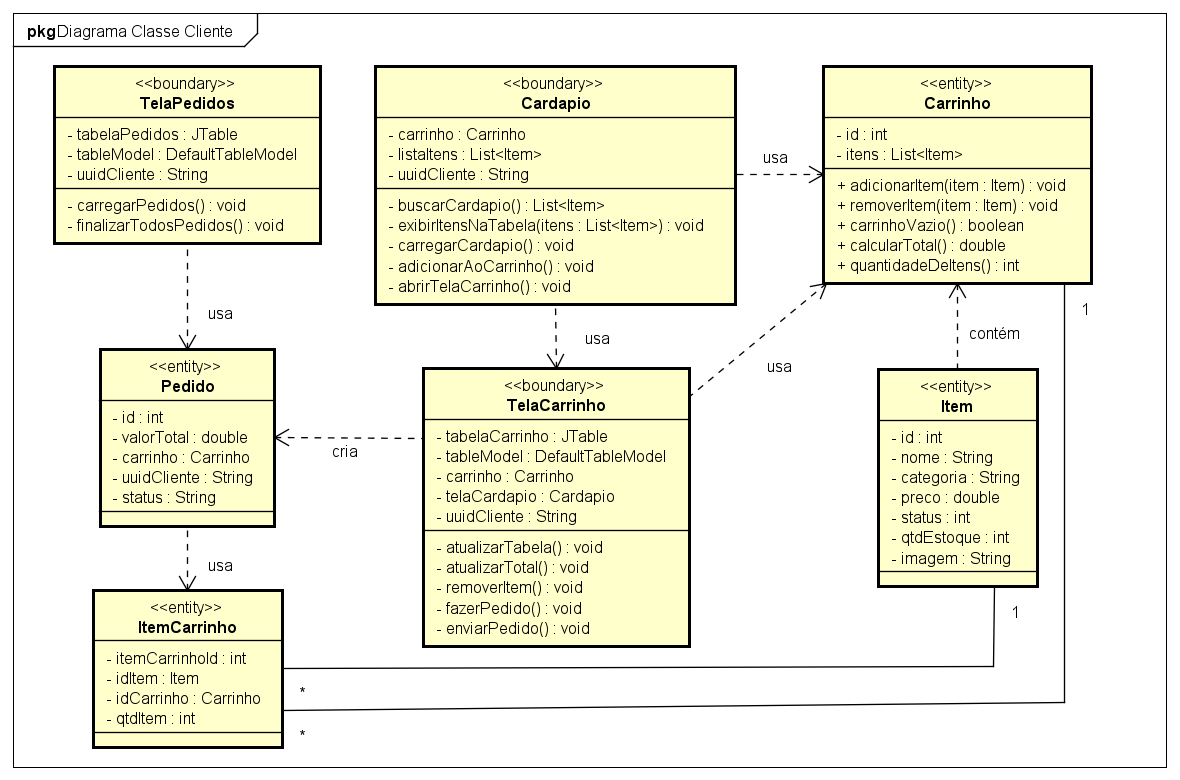 pkg Diagrama Classe Cliente
<<boundary>>
TelaPedidos
- tabelaPedidos : JTable
- tableModel : DefaultTableModel
- uuidCliente : String
- carregarPedidos() : void
- finalizarTodosPedidos() : void
<<boundary>>
Cardapio
- carrinho : Carrinho
- listaItens : List<Item>
- uuidCliente : String
- buscarCardapio() : List<Item>
- exibirItensNaTabela(itens : List<Item>) : void
- carregarCardapio() : void
- adicionarAoCarrinho() : void
- abrirTelaCarrinho() : void
usa
<<entity>>
Carrinho
- id : int
- itens : List<Item>
+ adicionarItem(item : Item) : void
+ removerItem(item : Item) : void
+ carrinhoVazio() : boolean
+ calcularTotal() : double
+ quantidadeDeItens() : int
usa
usa
usa
contém
1
<<entity>>
Pedido
- id : int
- valorTotal : double
- carrinho : Carrinho
- uuidCliente : String
- status : String
cria
<<boundary>>
TelaCarrinho
- tabelaCarrinho : JTable
- tableModel : DefaultTableModel
- carrinho : Carrinho
- telaCardapio : Cardapio
- uuidCliente : String
- atualizarTabela() : void
- atualizarTotal() : void
- removerItem() : void
- fazerPedido() : void
- enviarPedido() : void
<<entity>>
Item
- id : int
- nome : String
- categoria : String
- preco : double
- status : int
- qtdEstoque : int
- imagem : String
usa
1
<<entity>>
ItemCarrinho
- itemCarrinhoId : int
- idItem : Item
- idCarrinho : Carrinho
- qtdItem : int
*
*